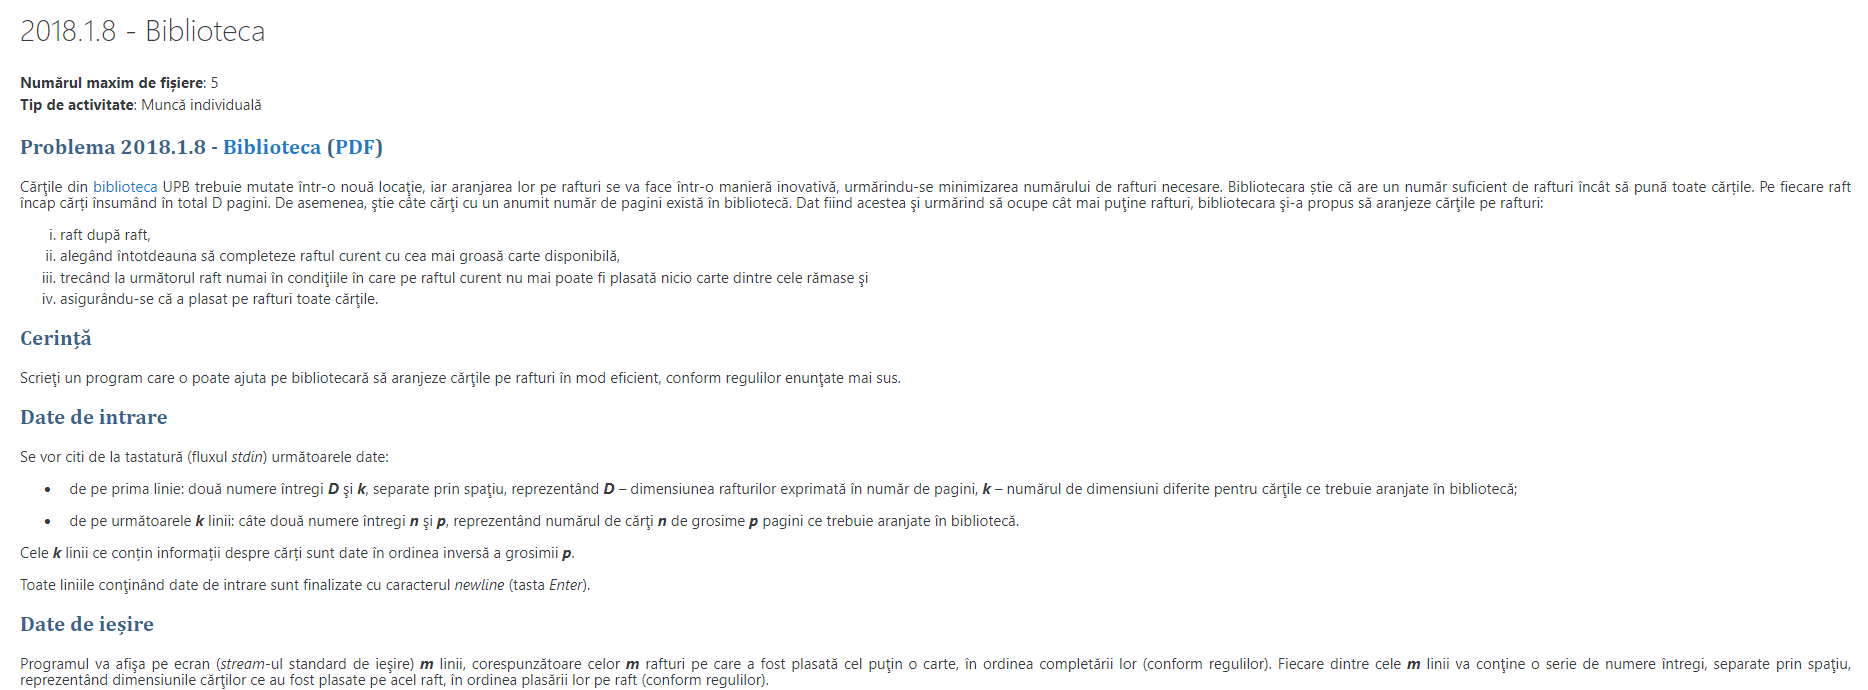 2018.1.8 - Biblioteca
Numărul maxim de fișiere: 5
Tip de activitate: Muncă individuală
Problema 2018.1.8 - Biblioteca (PDF)
Cărţile din biblioteca UPB trebuie mutate într-o nouă locaţie, iar aranjarea lor pe rafturi se va face într-o manieră inovativă, urmărindu-se minimizarea numărului de rafturi necesare. Bibliotecara știe că are un număr suficient de rafturi încât să pună toate cărțile. Pe fiecare raft
încap cărți însumând în total D pagini. De asemenea, ştie câte cărţi cu un anumit număr de pagini există în bibliotecă. Dat fiind acestea şi urmărind să ocupe cât mai puţine rafturi, bibliotecara şi-a propus să aranjeze cărţile pe rafturi:
i. raft după raft,
ii. alegând întotdeauna să completeze raftul curent cu cea mai groasă carte disponibilă,
iii. trecând la următorul raft numai în condiţiile în care pe raftul curent nu mai poate fi plasată nicio carte dintre cele rămase şi
iv. asigurându-se că a plasat pe rafturi toate cărţile.
Cerință
Scrieţi un program care o poate ajuta pe bibliotecară să aranjeze cărţile pe rafturi în mod eficient, conform regulilor enunţate mai sus.
Date de intrare
Se vor citi de la tastatură (fluxul stdin) următoarele date:
• de pe prima linie: două numere întregi D şi k, separate prin spaţiu, reprezentând D – dimensiunea rafturilor exprimată în număr de pagini, k – numărul de dimensiuni diferite pentru cărţile ce trebuie aranjate în bibliotecă;
• de pe următoarele k linii: câte două numere întregi n şi p, reprezentând numărul de cărţi n de grosime p pagini ce trebuie aranjate în bibliotecă.
Cele k linii ce conțin informații despre cărți sunt date în ordinea inversă a grosimii p.
Toate liniile conţinând date de intrare sunt finalizate cu caracterul newline (tasta Enter).
Date de ieșire
Programul va afişa pe ecran (stream-ul standard de ieşire) m linii, corespunzătoare celor m rafturi pe care a fost plasată cel puţin o carte, în ordinea completării lor (conform regulilor). Fiecare dintre cele m linii va conţine o serie de numere întregi, separate prin spaţiu,
reprezentând dimensiunile cărţilor ce au fost plasate pe acel raft, în ordinea plasării lor pe raft (conform regulilor).